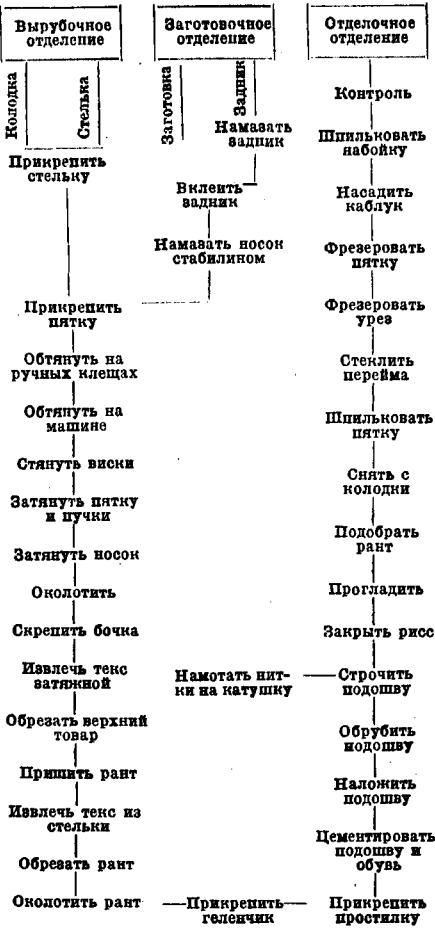 Вырубочное
отделение
Колодка
Стелька
Прикрепить
стельку
Прикрепить
пятку
Обтянуть на
ручных клещах
Обтянуть на
машине
Стянуть виски
Затянуть пятку
и пучки
Затянуть носок
Околотить
Скрепить бочка
Извлечь текс
затяжной
Обрезать верхний
товар
Пришить рант
Извлечь текс из
стельки
Обрезать рант
Околотить рант
Заготовочное
отделение
Заготовка
Задник
Намазать
задник
Вклеить
задник
Намазать носок
стабилином
Намотать нит-
ки на катушку
Прикрепить
геленчик
Отделочное
отделение
Контроль
Шпильковать
набойку
Насадить
каблук
Фрезеровать
пятку
Фрезеровать
урез
Стеклить
перейма
Шпильковать
пятку
Снять с
колодки
Подобрать
рант
Прогладить
Закрыть рисс
Строчить
подошву
Обрубить
подошву
Наложить
подошву
Цементировать
подошву и
обувь
Прикрепить
простилку